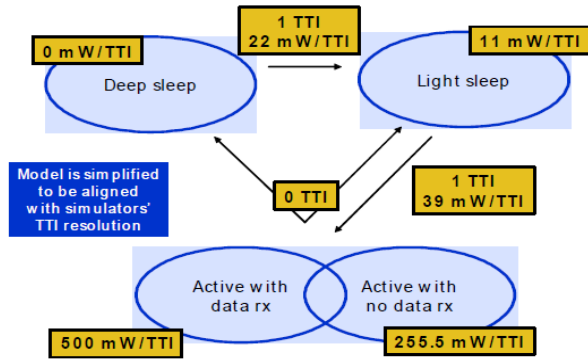 1 TTI
22 mW/TTI
0 mW/TTI
11 mW/TTI
Deep sleep
Light sleep
Model is simplified
to be aligned
with simulators'
TTI resolution
0 TTI
1 TTI
39 mW/TTI
Active with
data rx
Active with
no data rx
500 mW/TTI
255.5 mW/TTI